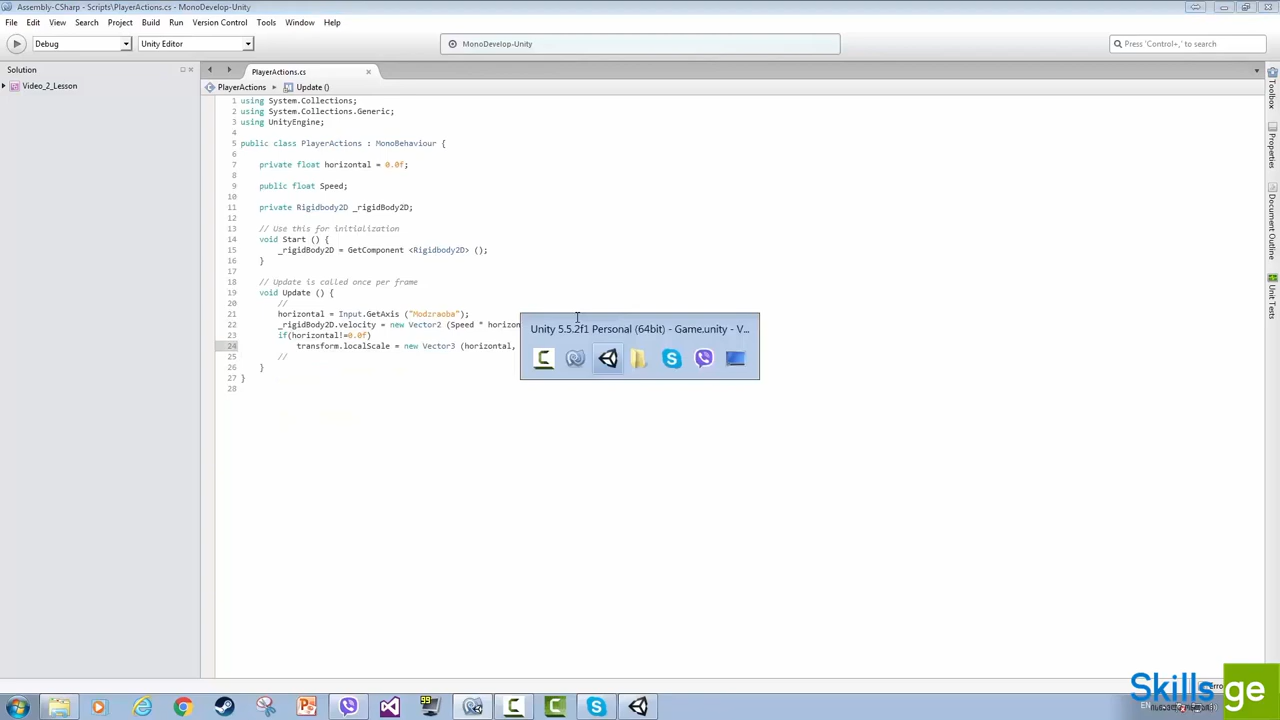 Assembly-CSharp - Scripts\PlayerActions.cs - MonoDevelop-Unity
File Edit View Search Project Build Run Version Control Tools Window Help
Debug Unity Editor MonoDevelop-Unity Press 'Control+,' to search
Solution
Video_2_Lesson
PlayerActions.cs
PlayerActions Update ()
1 using System.Collections;
2 using System.Collections.Generic;
3 using UnityEngine;
4
5 public class PlayerActions : MonoBehaviour {
6
7 private float horizontal = 0.0f;
8
9 public float Speed;
10
11 private Rigidbody2D _rigidBody2D;
12
13 // Use this for initialization
14 void Start () {
15 _rigidBody2D = GetComponent <Rigidbody2D> ();
16 }
17
18 // Update is called once per frame
19 void Update () {
20 //
21 horizontal = Input.GetAxis ("Modzraoba");
22 _rigidBody2D.velocity = new Vector2 (Speed * horizon
23 if(horizontal!=0.0f)
24 transform.localScale = new Vector3 (horizontal,
25 //
26 }
27 }
28
Unity 5.5.2f1 Personal (64bit) - Game.unity - V...
Toolbox
Properties
Document Outline
Unit Tests
99
Skills ge